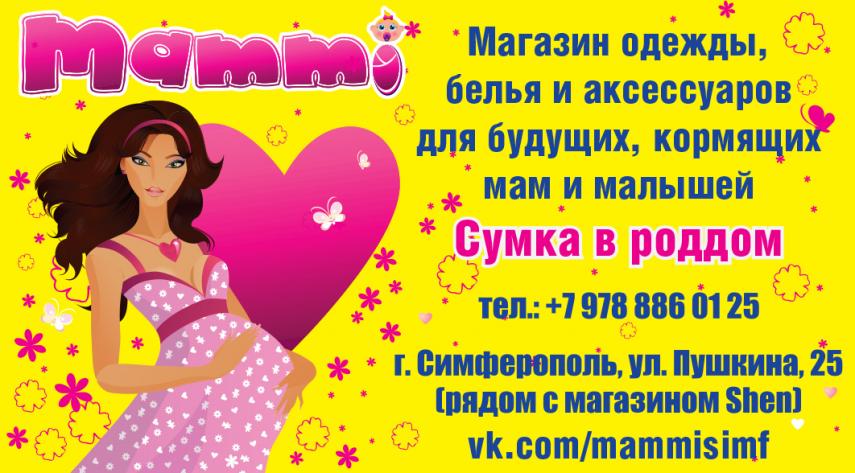 Mammi
Магазин одежды,
белья и аксессуаров
для будущих, кормящих
мам и малышей
Сумка в роддом
тел.: +7 978 886 01 25
г. Симферополь, ул. Пушкина, 25
(рядом с магазином Shen)
vk.com/mammisimf